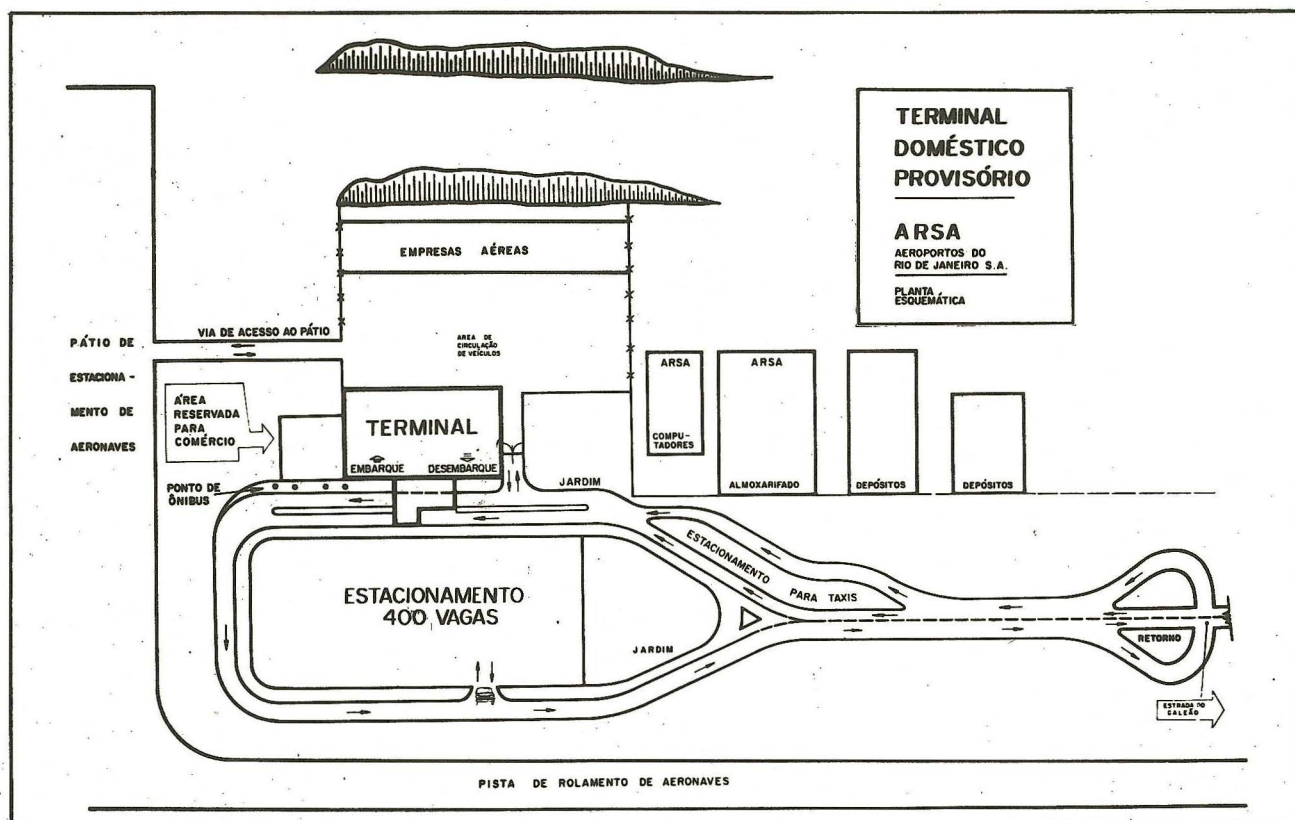 TERMINAL
DOMÉSTICO
PROVISÓRIO
ARSA
AEROPORTOS DO
RIO DE JANEIRO S.A.
PLANTA
ESQUEMÁTICA
EMPRESAS AÉREAS
VIA DE ACESSO AO PÁTIO
AREA DE
CIRCULAÇÃO
DE VEÍCULOS
PÁTIO DE
ESTACIONA -
MENTO DE
AERONAVES
ÁREA
RESERVADA
PARA
COMÉRCIO
TERMINAL
EMBARQUE
DESEMBARQUE
ARSA
COMPU-
TADORES
ARSA
ALMOXARIFADO
DEPÓSITOS
DEPÓSITOS
PONTO DE
ÔNIBUS
JARDIM
ESTACIONAMENTO
PARA TAXIS
ESTACIONAMENTO
400 VAGAS
JARDIM
RETORNO
ESTRADA DO
GALEÃO
PISTA DE ROLAMENTO DE AERONAVES